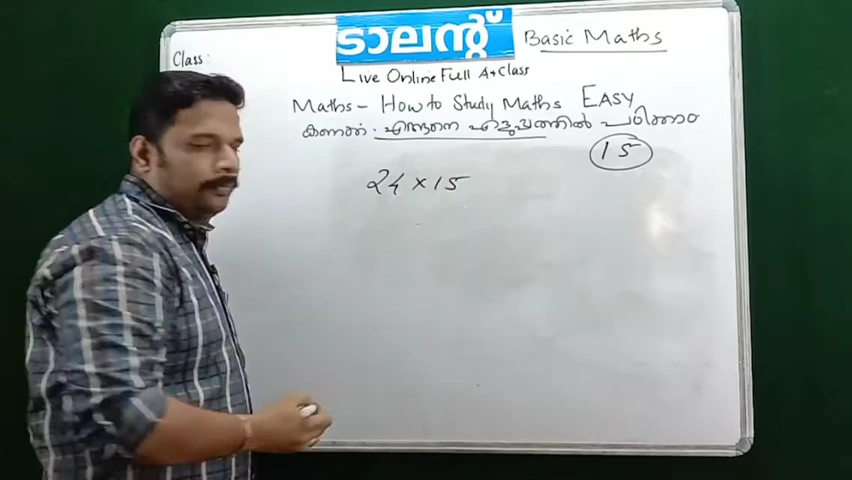 Class:
ടാലന്റ്
Basic Maths
Live Online Full A+ Class
Maths - How to Study Maths EASY
കണക്ക്. എങ്ങനെ എളുപ്പത്തിൽ പഠിക്കാം
15
24 × 15